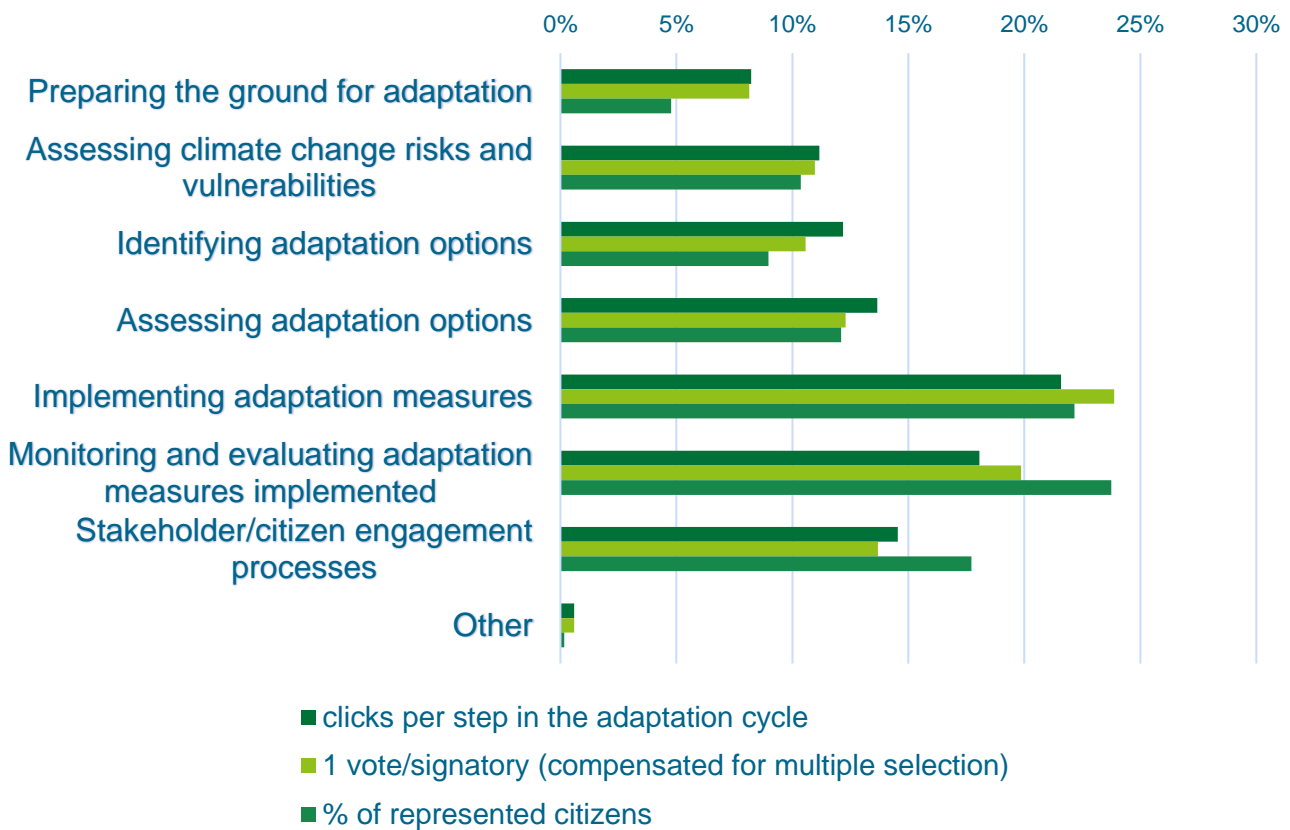 0% 5% 10% 15% 20% 25% 30%
Preparing the ground for adaptation
Assessing climate change risks and
vulnerabilities
Identifying adaptation options
Assessing adaptation options
Implementing adaptation measures
Monitoring and evaluating adaptation
measures implemented
Stakeholder/citizen engagement
processes
Other
clicks per step in the adaptation cycle
1 vote/signatory (compensated for multiple selection)
% of represented citizens